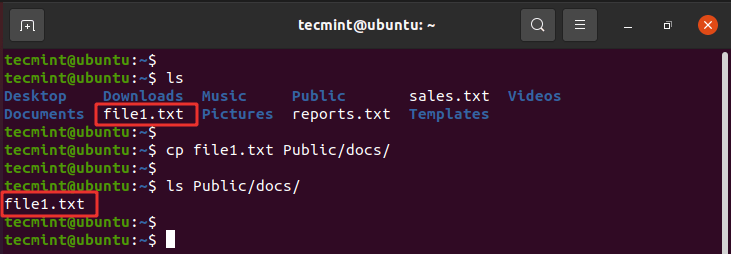 tecmint@ubuntu: ~
tecmint@ubuntu:~$
tecmint@ubuntu:~$ ls
Desktop    Downloads  Music     Public       sales.txt  Videos
Documents  file1.txt  Pictures  reports.txt  Templates
tecmint@ubuntu:~$
tecmint@ubuntu:~$ cp file1.txt Public/docs/
tecmint@ubuntu:~$
tecmint@ubuntu:~$ ls Public/docs/
file1.txt
tecmint@ubuntu:~$
tecmint@ubuntu:~$